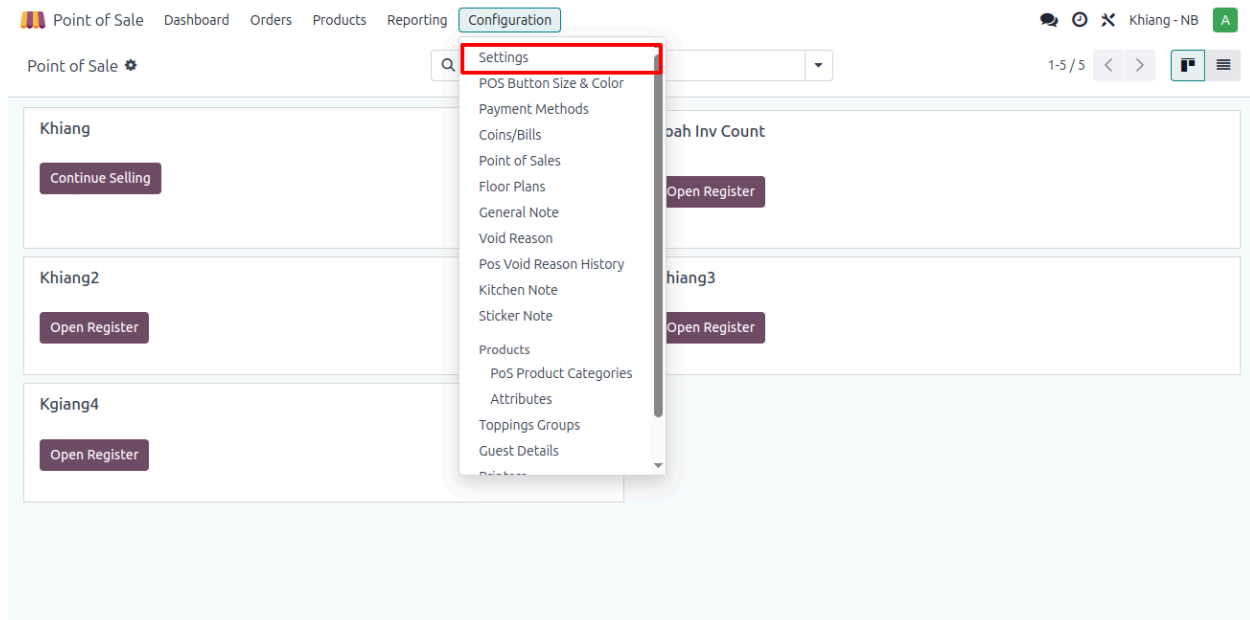 Point of Sale Dashboard Orders Products Reporting Configuration Khiang - NB A
Point of Sale 1-5 / 5
Settings
POS Button Size & Color
Payment Methods
Coins/Bills
Point of Sales
Floor Plans
General Note
Void Reason
Pos Void Reason History
Kitchen Note
Sticker Note
Products
PoS Product Categories
Attributes
Toppings Groups
Guest Details
Khiang
Continue Selling
Inv Count
Open Register
Khiang2
Open Register
hiang3
Open Register
Kgiang4
Open Register